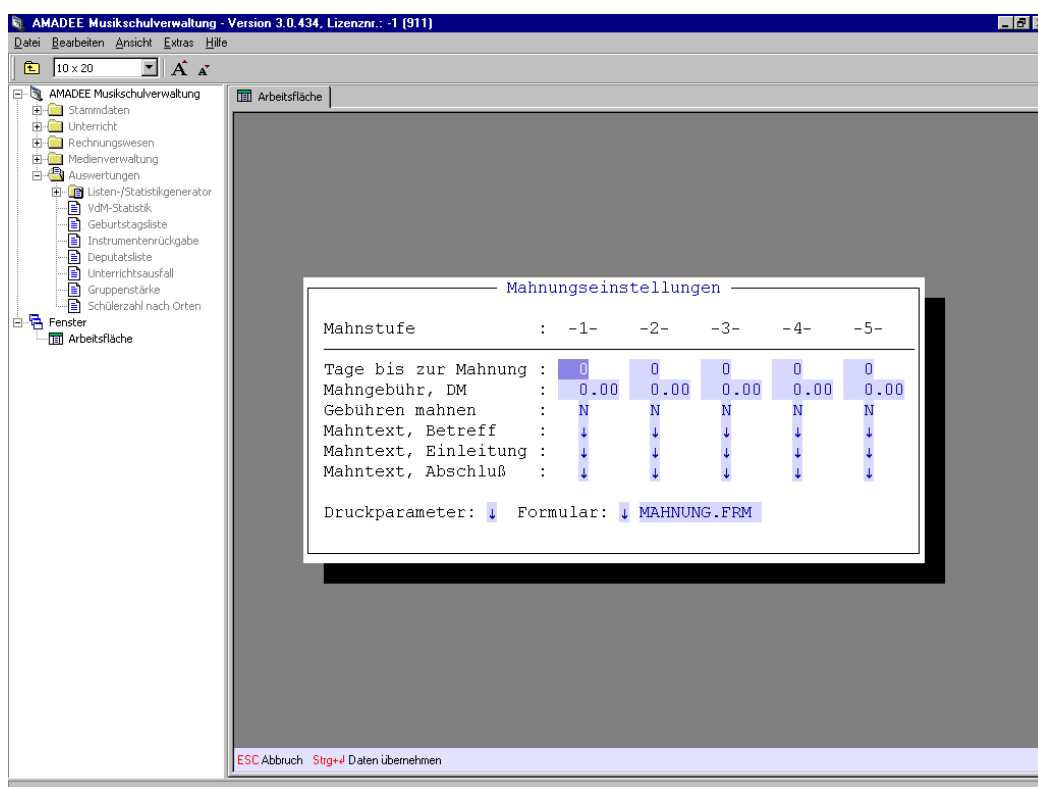 AMADEE Musikschulverwaltung - Version 3.0.434, Lizenznr.: -1 (911)
Datei Bearbeiten Ansicht Extras Hilfe
10 x 20 A A
AMADEE Musikschulverwaltung
Stammdaten
Unterricht
Rechnungswesen
Medienverwaltung
Auswertungen
Listen-/Statistikgenerator
VdM-Statistik
Geburtstagsliste
Instrumentenrückgabe
Deputatsliste
Unterrichtsausfall
Gruppenstärke
Schülerzahl nach Orten
Fenster
Arbeitsfläche
Arbeitsfläche
Mahnungseinstellungen
Mahnstufe : -1- -2- -3- -4- -5-
Tage bis zur Mahnung : 0 0 0 0 0
Mahngebühr, DM : 0.00 0.00 0.00 0.00 0.00
Gebühren mahnen : N N N N N
Mahntext, Betreff : ↓ ↓ ↓ ↓ ↓
Mahntext, Einleitung : ↓ ↓ ↓ ↓ ↓
Mahntext, Abschluß : ↓ ↓ ↓ ↓ ↓
Druckparameter: ↓ Formular: ↓ MAHNUNG.FRM
ESC Abbruch Strg+↵ Daten übernehmen